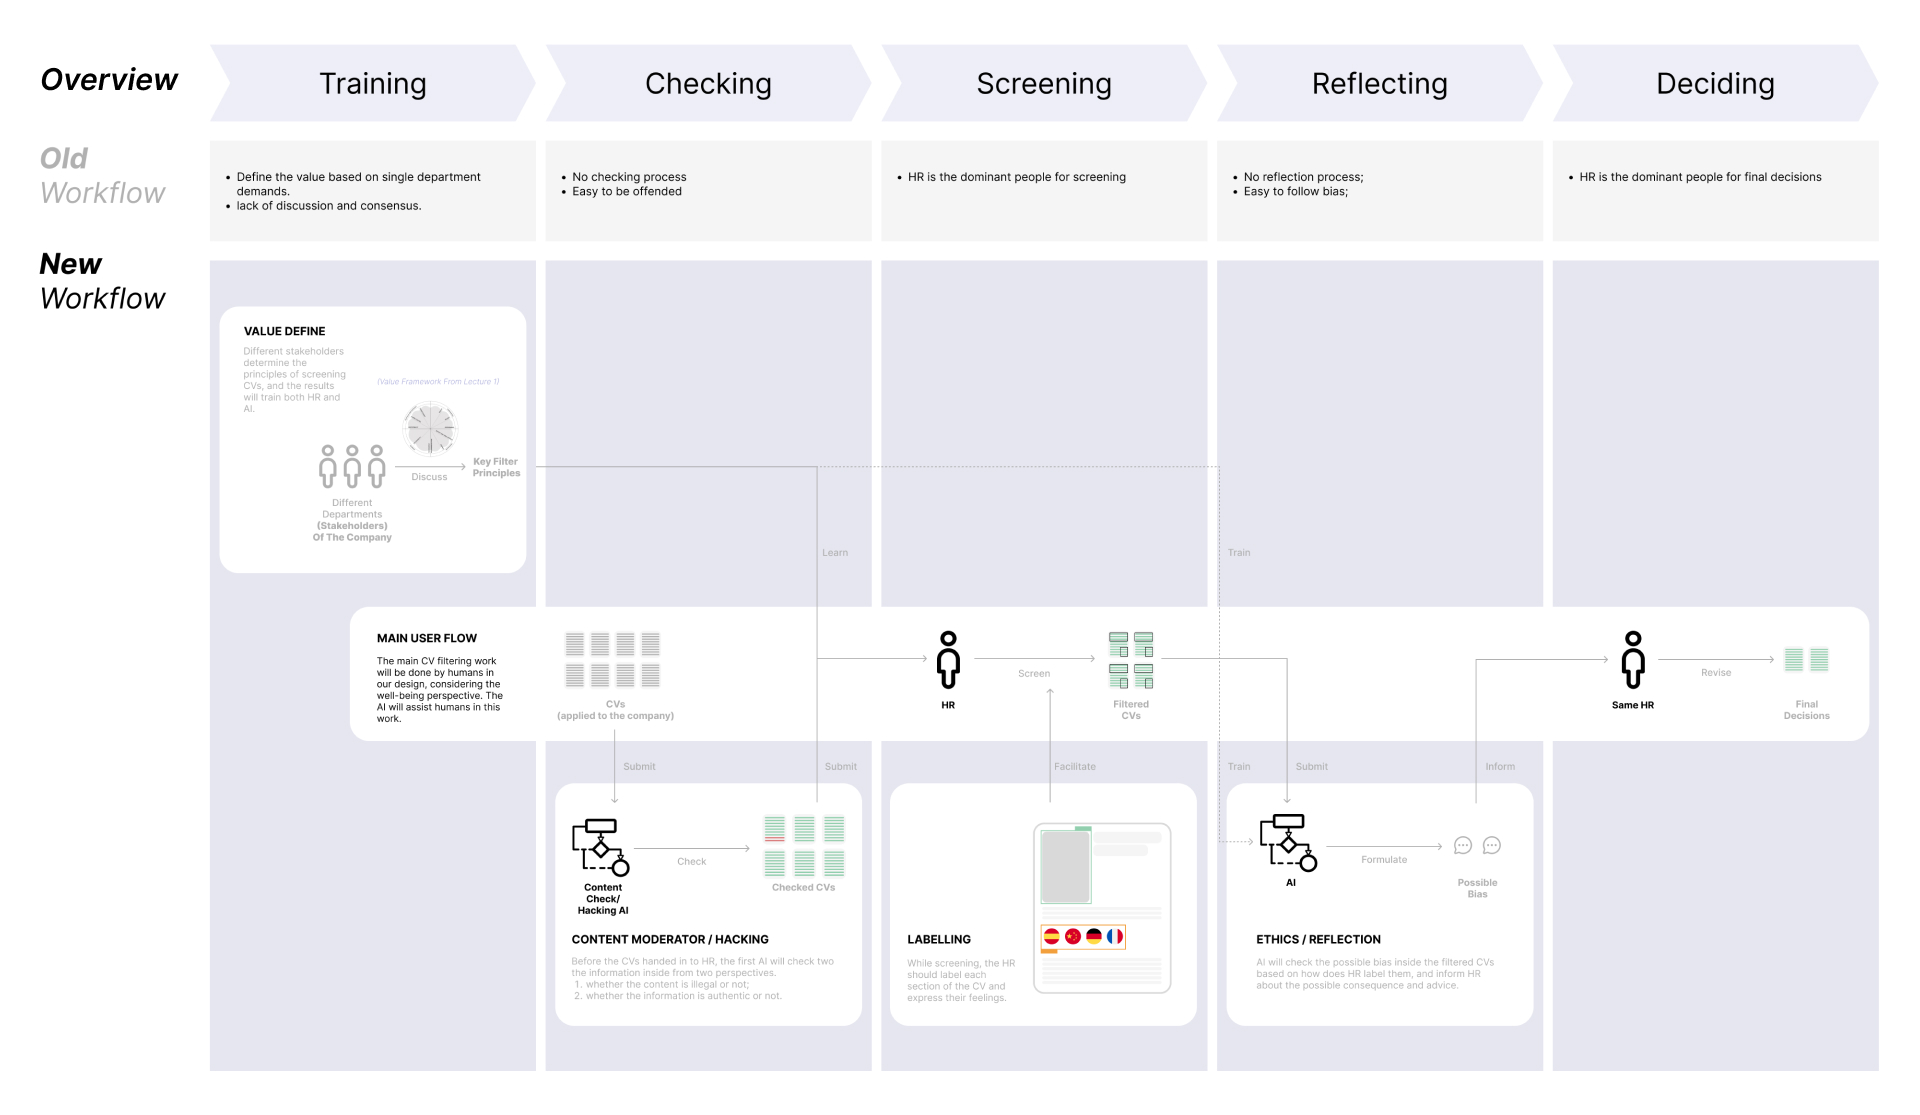 Overview
Training
Checking
Screening
Reflecting
Deciding
Old
Workflow
• Define the value based on single department
demands.
• lack of discussion and consensus.
• No checking process
• Easy to be offended
• HR is the dominant people for screening
• No reflection process;
• Easy to follow bias;
• HR is the dominant people for final decisions
New
Workflow
VALUE DEFINE
Different stakeholders
determine the
principles of screening
CVs, and the results
will train both HR and
AI.
(Value Framework From Lecture 1)
Discuss
Key Filter
Principles
Different
Departments
(Stakeholders)
Of The Company
Learn
Train
MAIN USER FLOW
The main CV filtering work
will be done by humans in
our design, considering the
well-being perspective. The
AI will assist humans in this
work.
CVs
(applied to the company)
HR
Screen
Filtered
CVs
Same HR
Revise
Final
Decisions
Submit
Submit
Facilitate
Train
Submit
Inform
Content
Check/
Hacking AI
Check
Checked CVs
CONTENT MODERATOR / HACKING
Before the CVs handed in to HR, the first AI will check two
the information inside from two perspectives.
1. whether the content is illegal or not;
2. whether the information is authentic or not.
LABELLING
While screening, the HR
should label each
section of the CV and
express their feelings.
AI
Formulate
Possible
Bias
ETHICS / REFLECTION
AI will check the possible bias inside the filtered CVs
based on how does HR label them, and inform HR
about the possible consequence and advice.